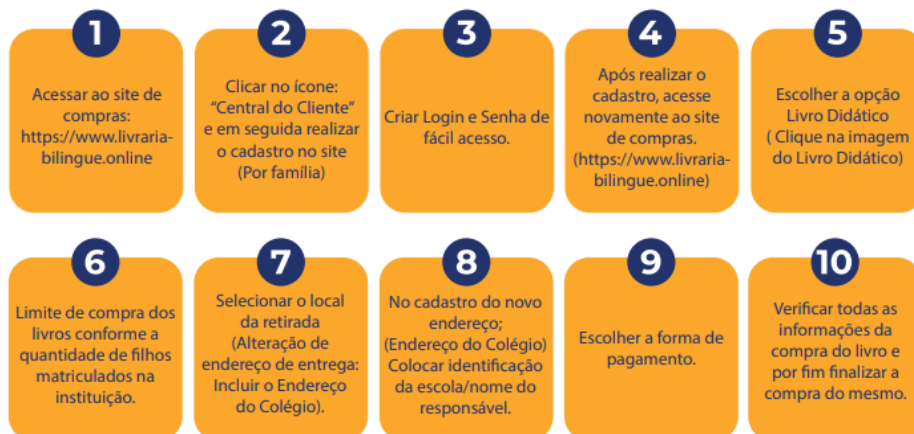 1
Acessar ao site de
compras:
https://www.livraria-
bilingue.online
2
Clicar no ícone:
“Central do Cliente”
e em seguida realizar
o cadastro no site
(Por família)
3
Criar Login e Senha de
fácil acesso.
4
Após realizar o
cadastro, acesse
novamente ao site
de compras.
(https://www.livraria-
bilingue.online)
5
Escolher a opção
Livro Didático
( Clique na imagem
do Livro Didático)
6
Limite de compra dos
livros conforme a
quantidade de filhos
matriculados na
instituição.
7
Selecionar o local
da retirada
(Alteração de
endereço de entrega:
Incluir o Endereço
do Colégio).
8
No cadastro do novo
endereço;
(Endereço do Colégio)
Colocar identificação
da escola/nome do
responsável.
9
Escolher a forma de
pagamento.
10
Verificar todas as
informações da
compra do livro e
por fim finalizar a
compra do mesmo.